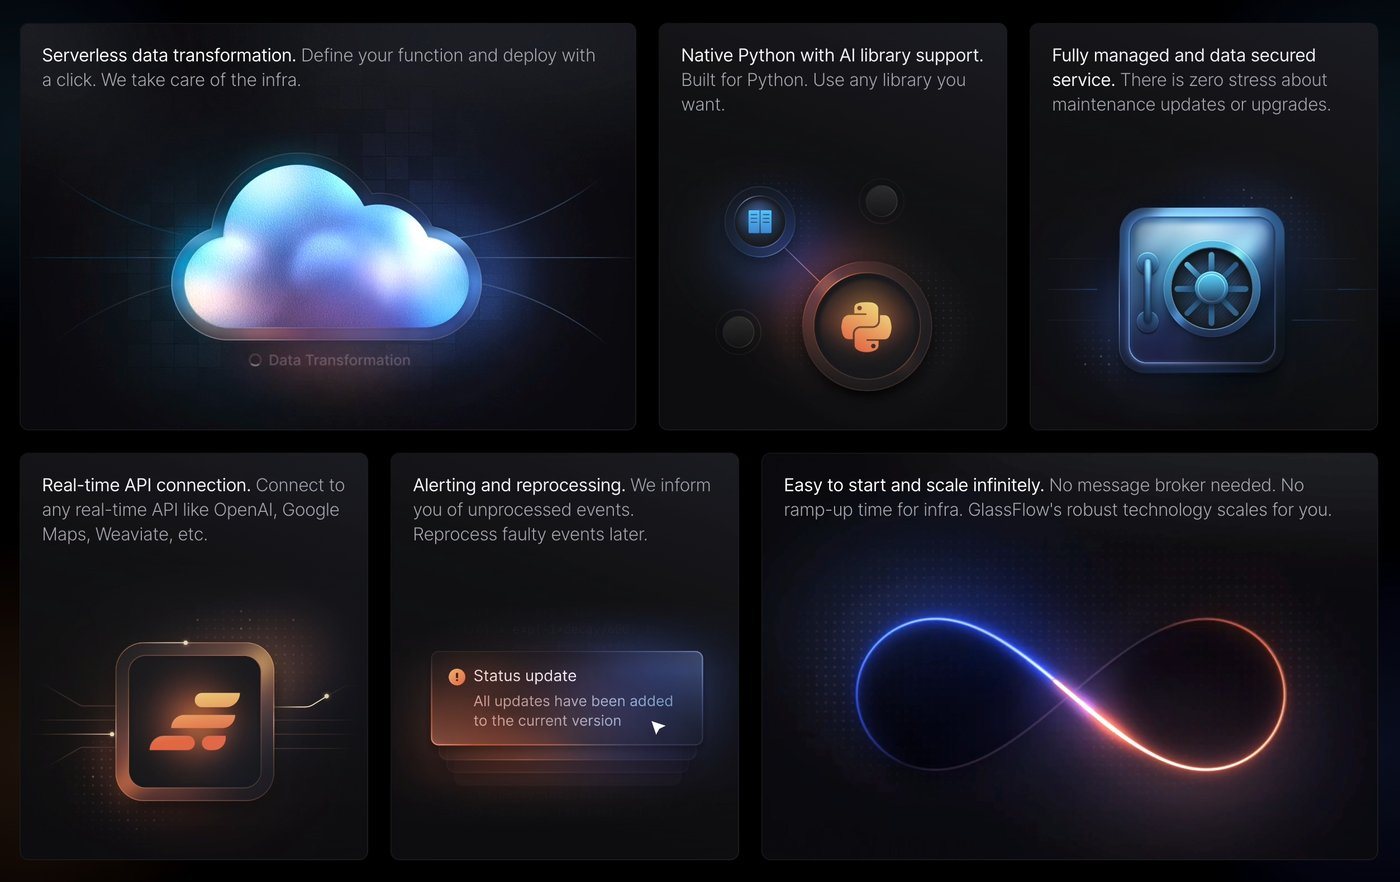 Serverless data transformation. Define your function and deploy with
a click. We take care of the infra.
Data Transformation
Native Python with AI library support.
Built for Python. Use any library you
want.
Fully managed and data secured
service. There is zero stress about
maintenance updates or upgrades.
Real-time API connection. Connect to
any real-time API like OpenAI, Google
Maps, Weaviate, etc.
Alerting and reprocessing. We inform
you of unprocessed events.
Reprocess faulty events later.
Status update
All updates have been added
to the current version
Easy to start and scale infinitely. No message broker needed. No
ramp-up time for infra. GlassFlow's robust technology scales for you.